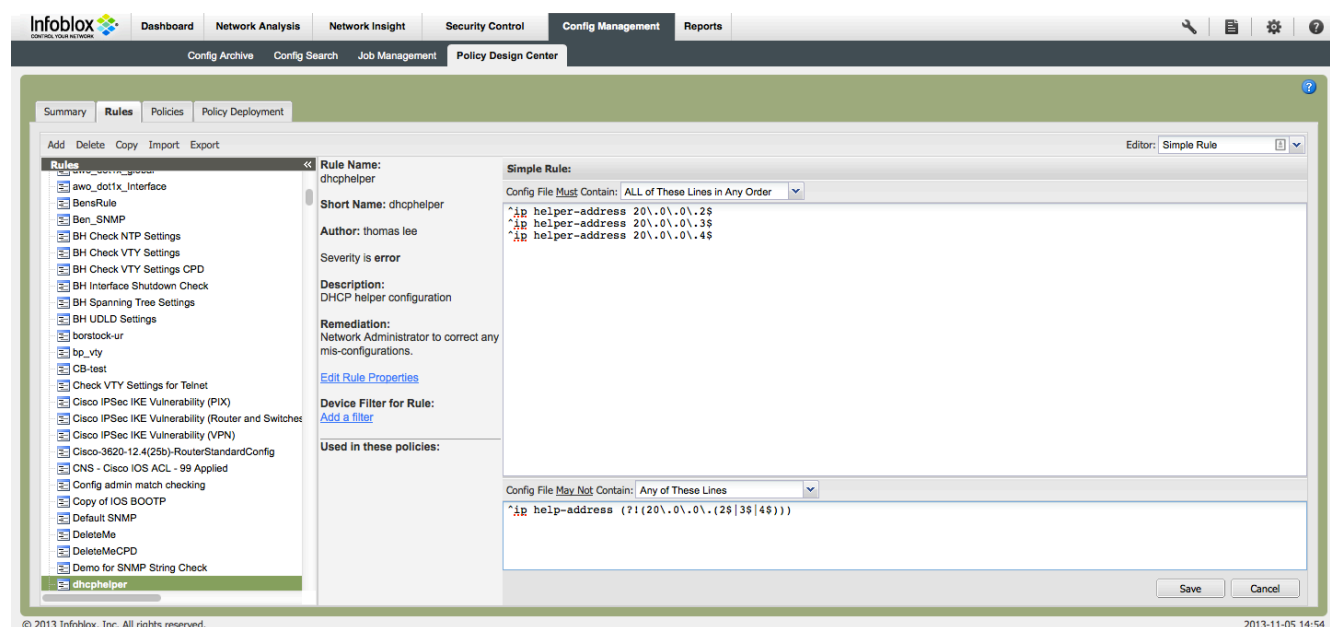 Infoblox
CONTROL YOUR NETWORK
Dashboard Network Analysis Network Insight Security Control Config Management Reports
Config Archive Config Search Job Management Policy Design Center
Summary Rules Policies Policy Deployment
Add Delete Copy Import Export
Editor: Simple Rule
Rules
awo_dot1x_global
awo_dot1x_Interface
BensRule
Ben_SNMP
BH Check NTP Settings
BH Check VTY Settings
BH Check VTY Settings CPD
BH Interface Shutdown Check
BH Spanning Tree Settings
BH UDLD Settings
borstock-ur
bp_vty
CB-test
Check VTY Settings for Telnet
Cisco IPSec IKE Vulnerability (PIX)
Cisco IPSec IKE Vulnerability (Router and Switches
Cisco IPSec IKE Vulnerability (VPN)
Cisco-3620-12.4(25b)-RouterStandardConfig
CNS - Cisco IOS ACL - 99 Applied
Config admin match checking
Copy of IOS BOOTP
Default SNMP
DeleteMe
DeleteMeCPD
Demo for SNMP String Check
dhcphelper
Rule Name:
dhcphelper
Short Name: dhcphelper
Author: thomas lee
Severity is error
Description:
DHCP helper configuration
Remediation:
Network Administrator to correct any
mis-configurations.
Edit Rule Properties
Device Filter for Rule:
Add a filter
Used in these policies:
Simple Rule:
Config File Must Contain: ALL of These Lines in Any Order
^ip helper-address 20\.0\.0\.2$
^ip helper-address 20\.0\.0\.3$
^ip helper-address 20\.0\.0\.4$
Config File May Not Contain: Any of These Lines
^ip help-address (?!(20\.0\.0\.(2$|3$|4$)))
Save Cancel
© 2013 Infoblox, Inc. All rights reserved.
2013-11-05 14:54